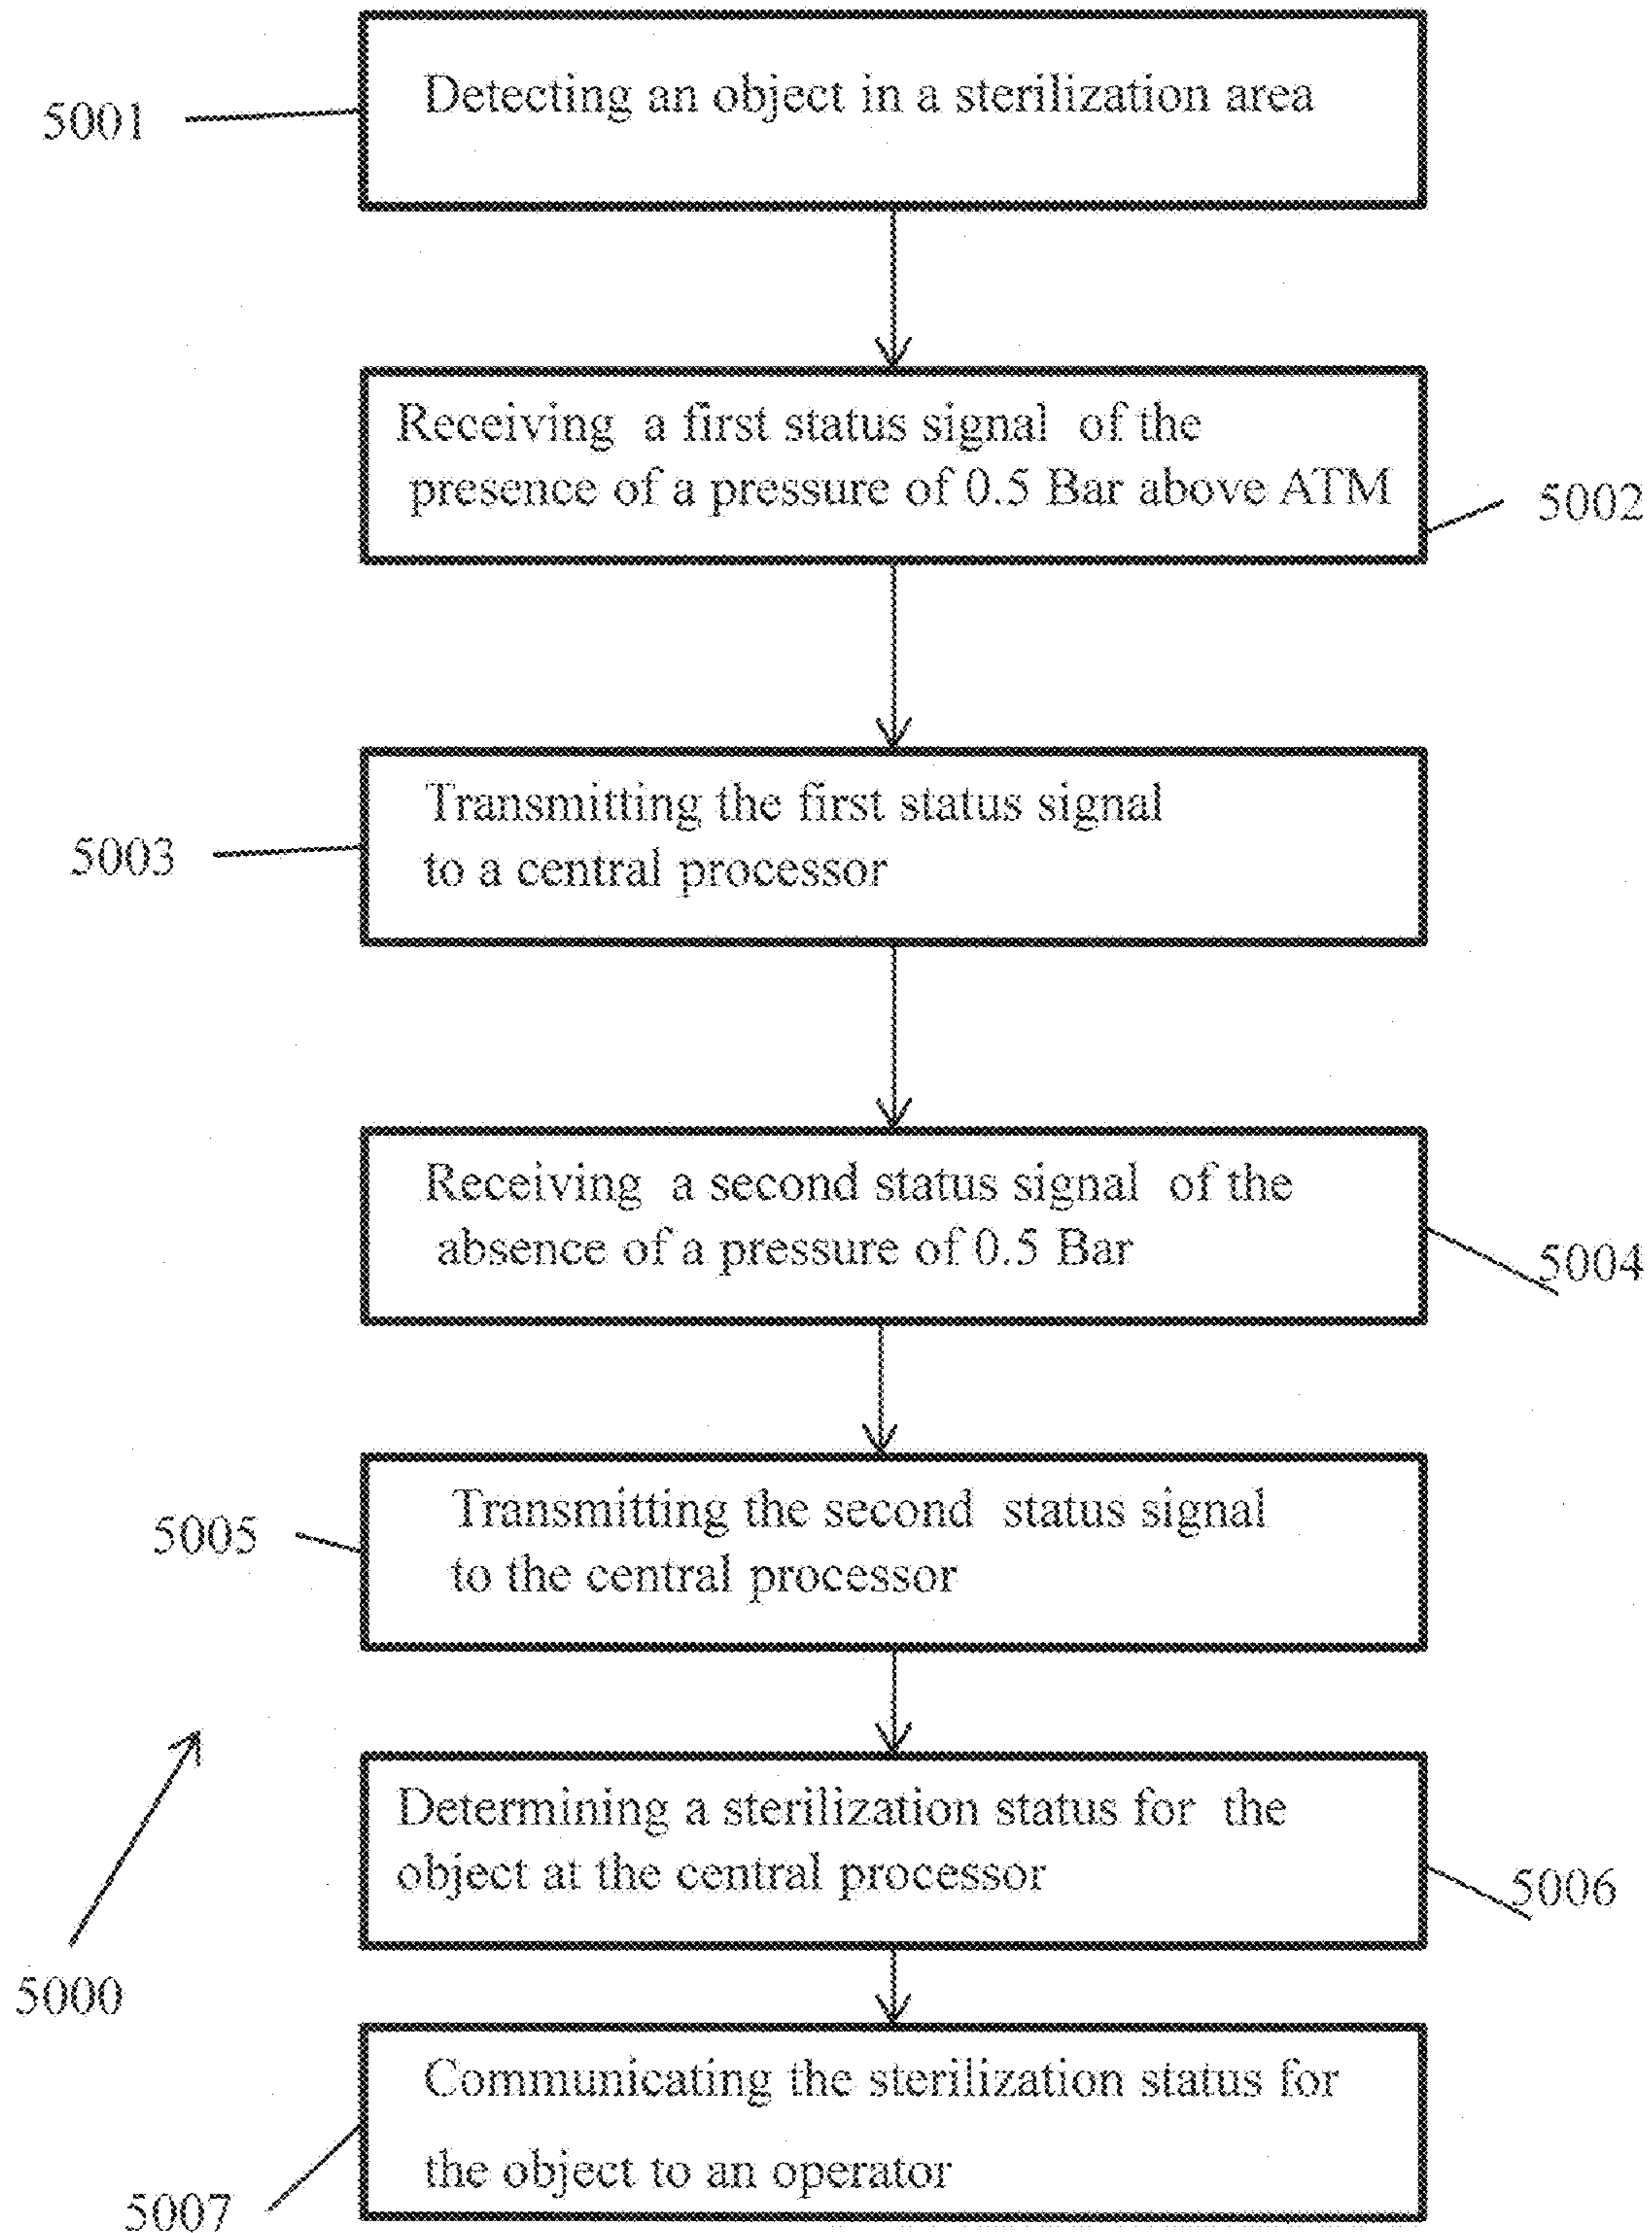 Detecting an object in a sterilization area
5001
Receiving a first status signal of the
presence of a pressure of 0.5 Bar above ATM
5002
Transmitting the first status signal
to a central processor
5003
Receiving a second status signal of the
absence of a pressure of 0.5 Bar
5004
Transmitting the second status signal
to the central processor
5005
Determining a sterilization status for the
object at the central processor
5006
5000
Communicating the sterilization status for
the object to an operator
5007